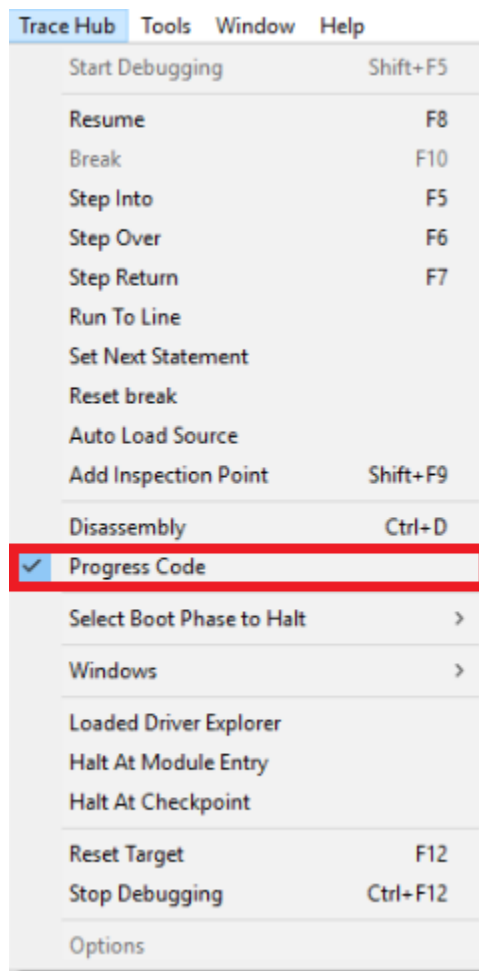 Trace Hub Tools Window Help
Start Debugging Shift+F5
Resume F8
Break F10
Step Into F5
Step Over F6
Step Return F7
Run To Line
Set Next Statement
Reset break
Auto Load Source
Add Inspection Point Shift+F9
Disassembly Ctrl+D
Progress Code
Select Boot Phase to Halt
Windows
Loaded Driver Explorer
Halt At Module Entry
Halt At Checkpoint
Reset Target F12
Stop Debugging Ctrl+F12
Options